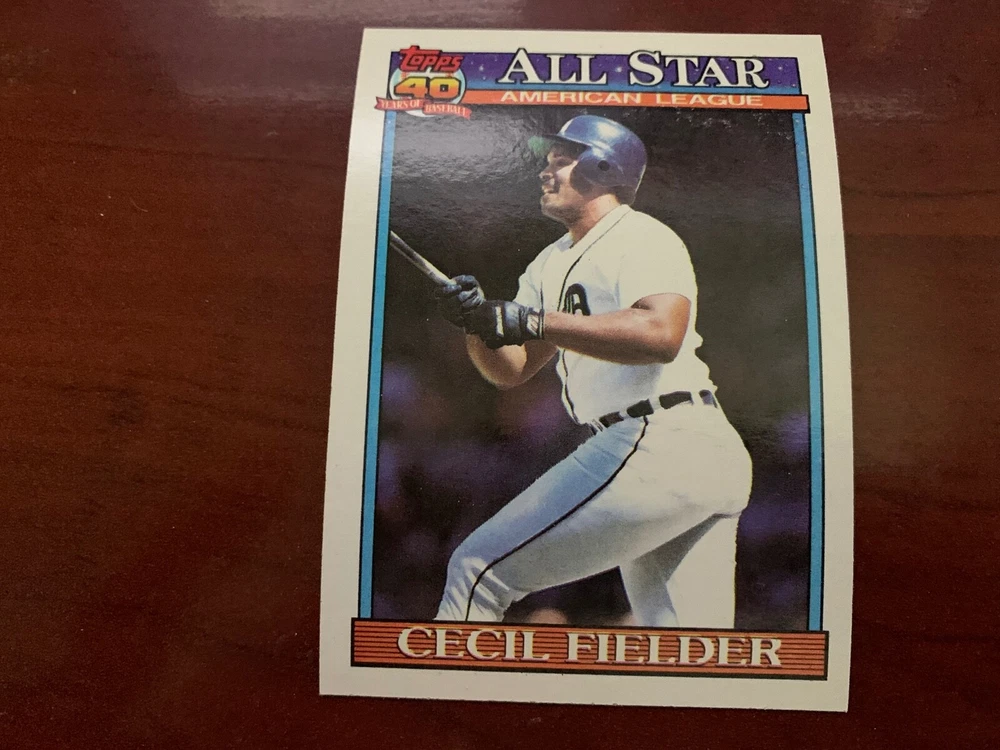 topps
40
YEARS OF BASEBALL
ALL STAR
AMERICAN LEAGUE
D
CECIL FIELDER